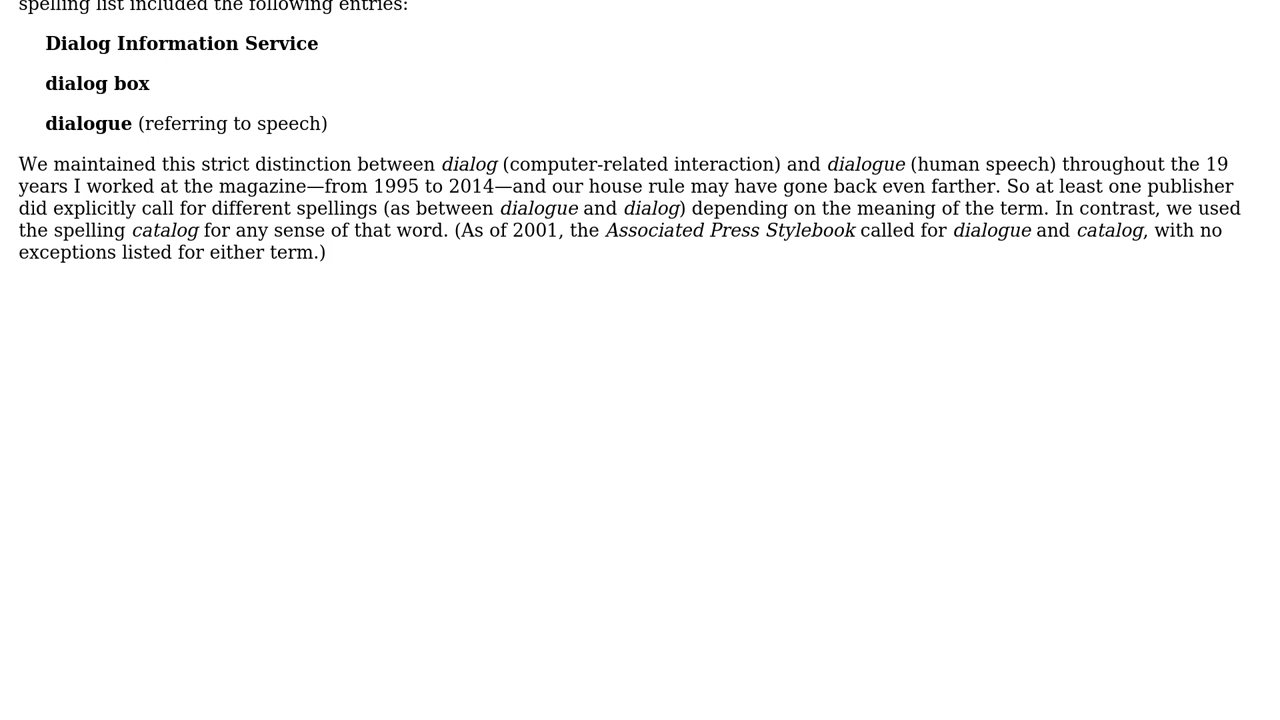 spelling list included the following entries:
Dialog Information Service
dialog box
dialogue (referring to speech)
We maintained this strict distinction between dialog (computer-related interaction) and dialogue (human speech) throughout the 19
years I worked at the magazine—from 1995 to 2014—and our house rule may have gone back even farther. So at least one publisher
did explicitly call for different spellings (as between dialogue and dialog) depending on the meaning of the term. In contrast, we used
the spelling catalog for any sense of that word. (As of 2001, the Associated Press Stylebook called for dialogue and catalog, with no
exceptions listed for either term.)